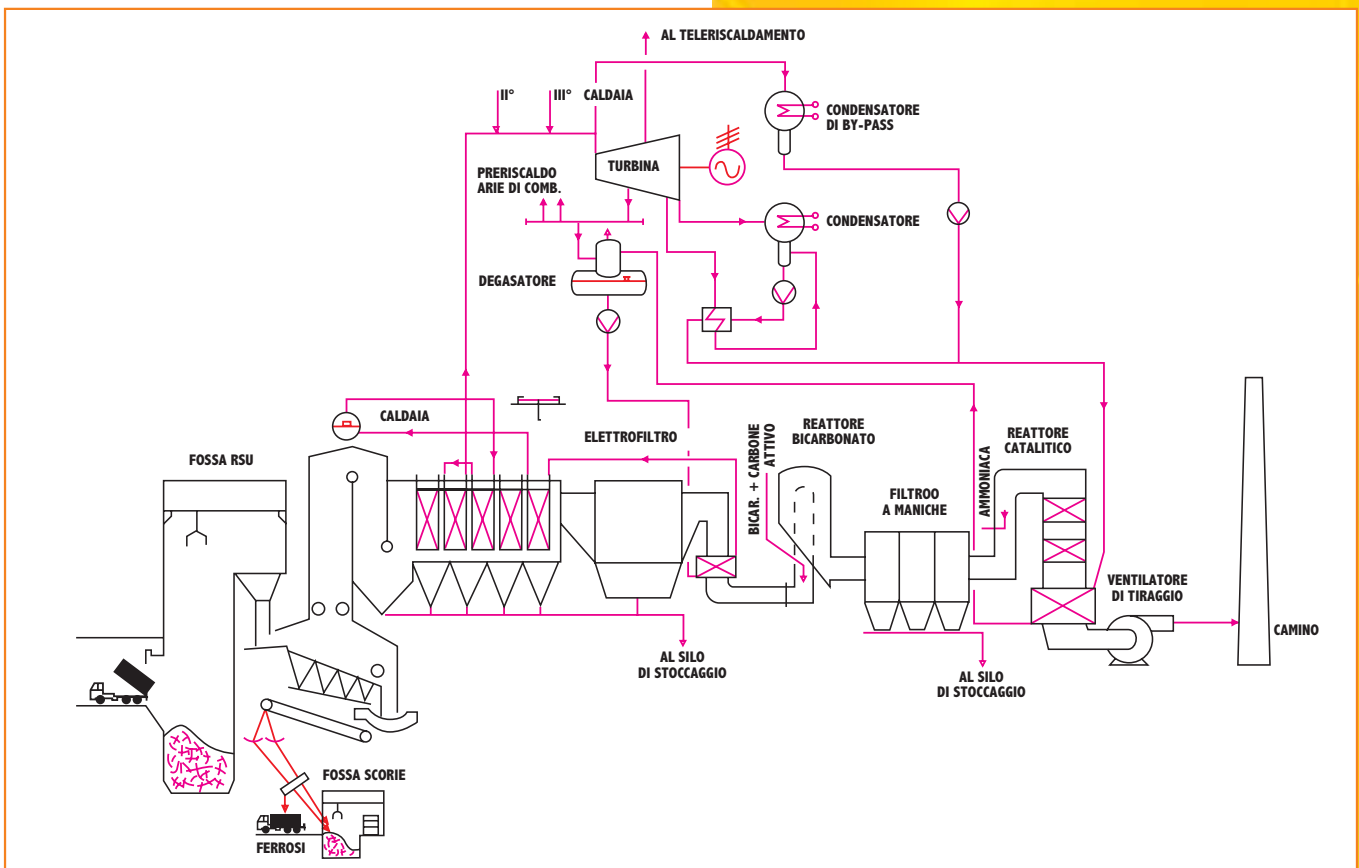 AL TELERISCALDAMENTO
II°
III°
CALDAIA
CONDENSATORE
DI BY-PASS
TURBINA
PRERISCALDO
ARIE DI COMB.
CONDENSATORE
DEGASATORE
CALDAIA
ELETTROFILTRO
REATTORE
BICARBONATO
REATTORE
CATALITICO
FOSSA RSU
BICAR. + CARBONE
ATTIVO
FILTROO
A MANICHE
AMMONIACA
VENTILATORE
DI TIRAGGIO
CAMINO
AL SILO
DI STOCCAGGIO
AL SILO
DI STOCCAGGIO
FOSSA SCORIE
FERROSI